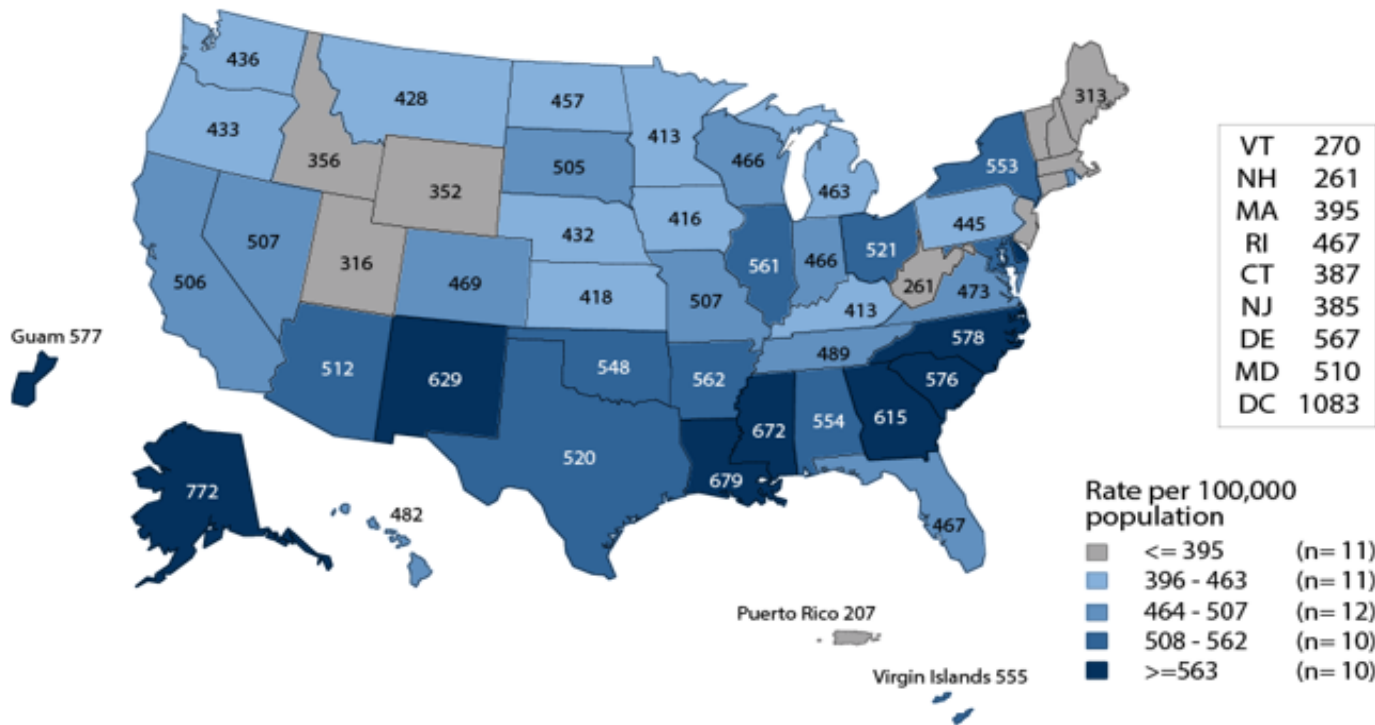 436
428
457
413
433
356
352
505
466
463
553
313
507
316
432
416
445
506
469
418
561
466
521
261
473
507
413
489
578
512
629
548
562
576
672
554
615
520
679
467
772
482
Guam 577
Puerto Rico 207
Virgin Islands 555
VT 270
NH 261
MA 395
RI 467
CT 387
NJ 385
DE 567
MD 510
DC 1083
Rate per 100,000
population
<= 395 (n= 11)
396 - 463 (n= 11)
464 - 507 (n= 12)
508 - 562 (n= 10)
>=563 (n= 10)